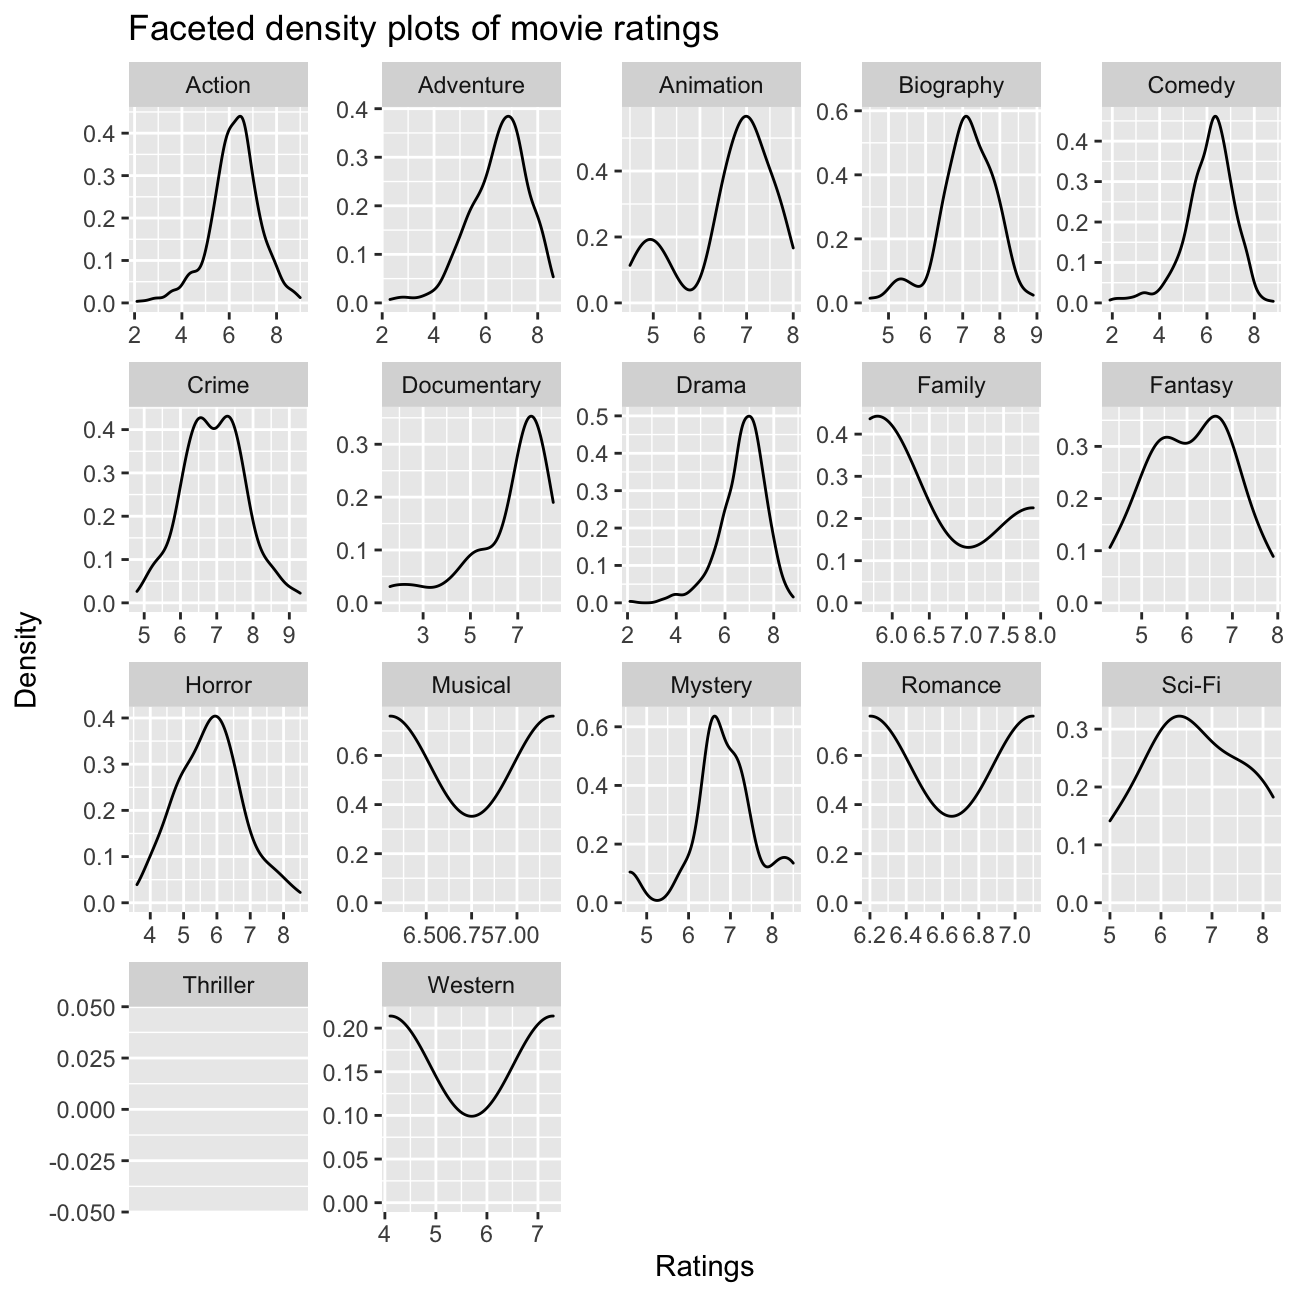 Faceted density plots of movie ratings
Action Adventure Animation Biography Comedy
0.4 0.3 0.2 0.1 0.0
2 4 6 8
0.4 0.3 0.2 0.1 0.0
2 4 6 8
0.4 0.2 0.0
5 6 7 8
0.6 0.4 0.2 0.0
5 6 7 8 9
0.4 0.3 0.2 0.1 0.0
2 4 6 8
Crime Documentary Drama Family Fantasy
0.4 0.3 0.2 0.1 0.0
5 6 7 8 9
0.3 0.2 0.1 0.0
3 5 7
0.5 0.4 0.3 0.2 0.1 0.0
2 4 6 8
0.4 0.3 0.2 0.1 0.0
6.0 6.5 7.0 7.5 8.0
0.3 0.2 0.1 0.0
5 6 7 8
Density
Horror Musical Mystery Romance Sci-Fi
0.4 0.3 0.2 0.1 0.0
4 5 6 7 8
0.6 0.4 0.2 0.0
6.50 6.75 7.00
0.6 0.4 0.2 0.0
5 6 7 8
0.6 0.4 0.2 0.0
6.2 6.4 6.6 6.8 7.0
0.3 0.2 0.1 0.0
5 6 7 8
Thriller Western
0.050 0.025 0.000 -0.025 -0.050
0.20 0.15 0.10 0.05 0.00
4 5 6 7
Ratings